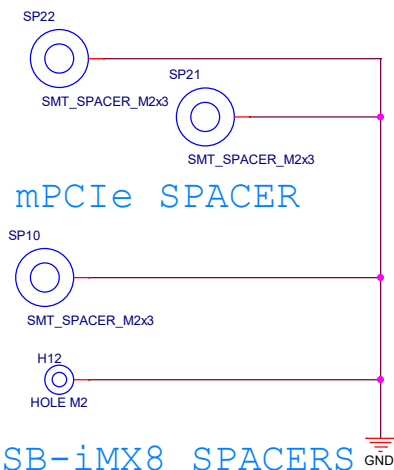 SP22
SMT_SPACER_M2x3
SP21
SMT_SPACER_M2x3
mPCIe SPACER
SP10
SMT_SPACER_M2x3
H12
HOLE M2
SB-iMX8 SPACERS
GND